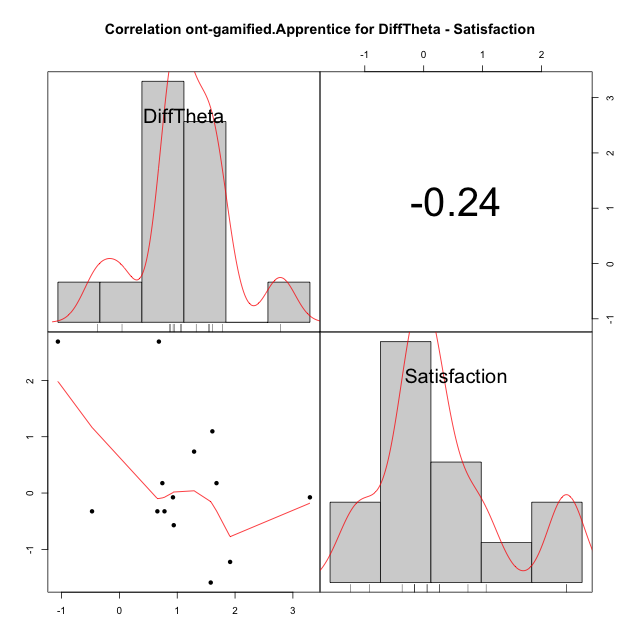 Correlation ont-gamified.Apprentice for DiffTheta - Satisfaction
-1 0 1 2
DiffTheta
-0.24
3
2
1
0
-1
Satisfaction
2
1
0
-1
-1 0 1 2 3